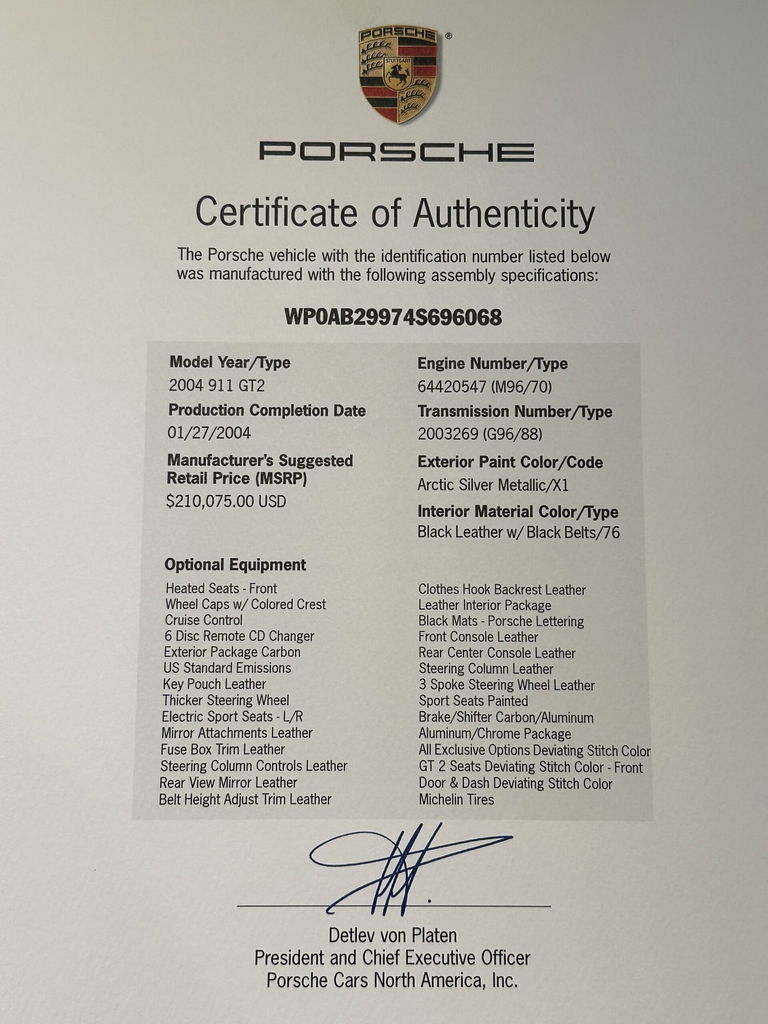 PORSCHE
STUTTGART
®
PORSCHE
Certificate of Authenticity
The Porsche vehicle with the identification number listed below
was manufactured with the following assembly specifications:
WP0AB29974S696068
Model Year/Type
2004 911 GT2
Production Completion Date
01/27/2004
Manufacturer's Suggested
Retail Price (MSRP)
$210,075.00 USD
Engine Number/Type
64420547 (M96/70)
Transmission Number/Type
2003269 (G96/88)
Exterior Paint Color/Code
Arctic Silver Metallic/X1
Interior Material Color/Type
Black Leather w/ Black Belts/76
Optional Equipment
Heated Seats - Front
Wheel Caps w/ Colored Crest
Cruise Control
6 Disc Remote CD Changer
Exterior Package Carbon
US Standard Emissions
Key Pouch Leather
Thicker Steering Wheel
Electric Sport Seats - L/R
Mirror Attachments Leather
Fuse Box Trim Leather
Steering Column Controls Leather
Rear View Mirror Leather
Belt Height Adjust Trim Leather
Clothes Hook Backrest Leather
Leather Interior Package
Black Mats - Porsche Lettering
Front Console Leather
Rear Center Console Leather
Steering Column Leather
3 Spoke Steering Wheel Leather
Sport Seats Painted
Brake/Shifter Carbon/Aluminum
Aluminum/Chrome Package
All Exclusive Options Deviating Stitch Color
GT 2 Seats Deviating Stitch Color - Front
Door & Dash Deviating Stitch Color
Michelin Tires
Detlev von Platen
President and Chief Executive Officer
Porsche Cars North America, Inc.